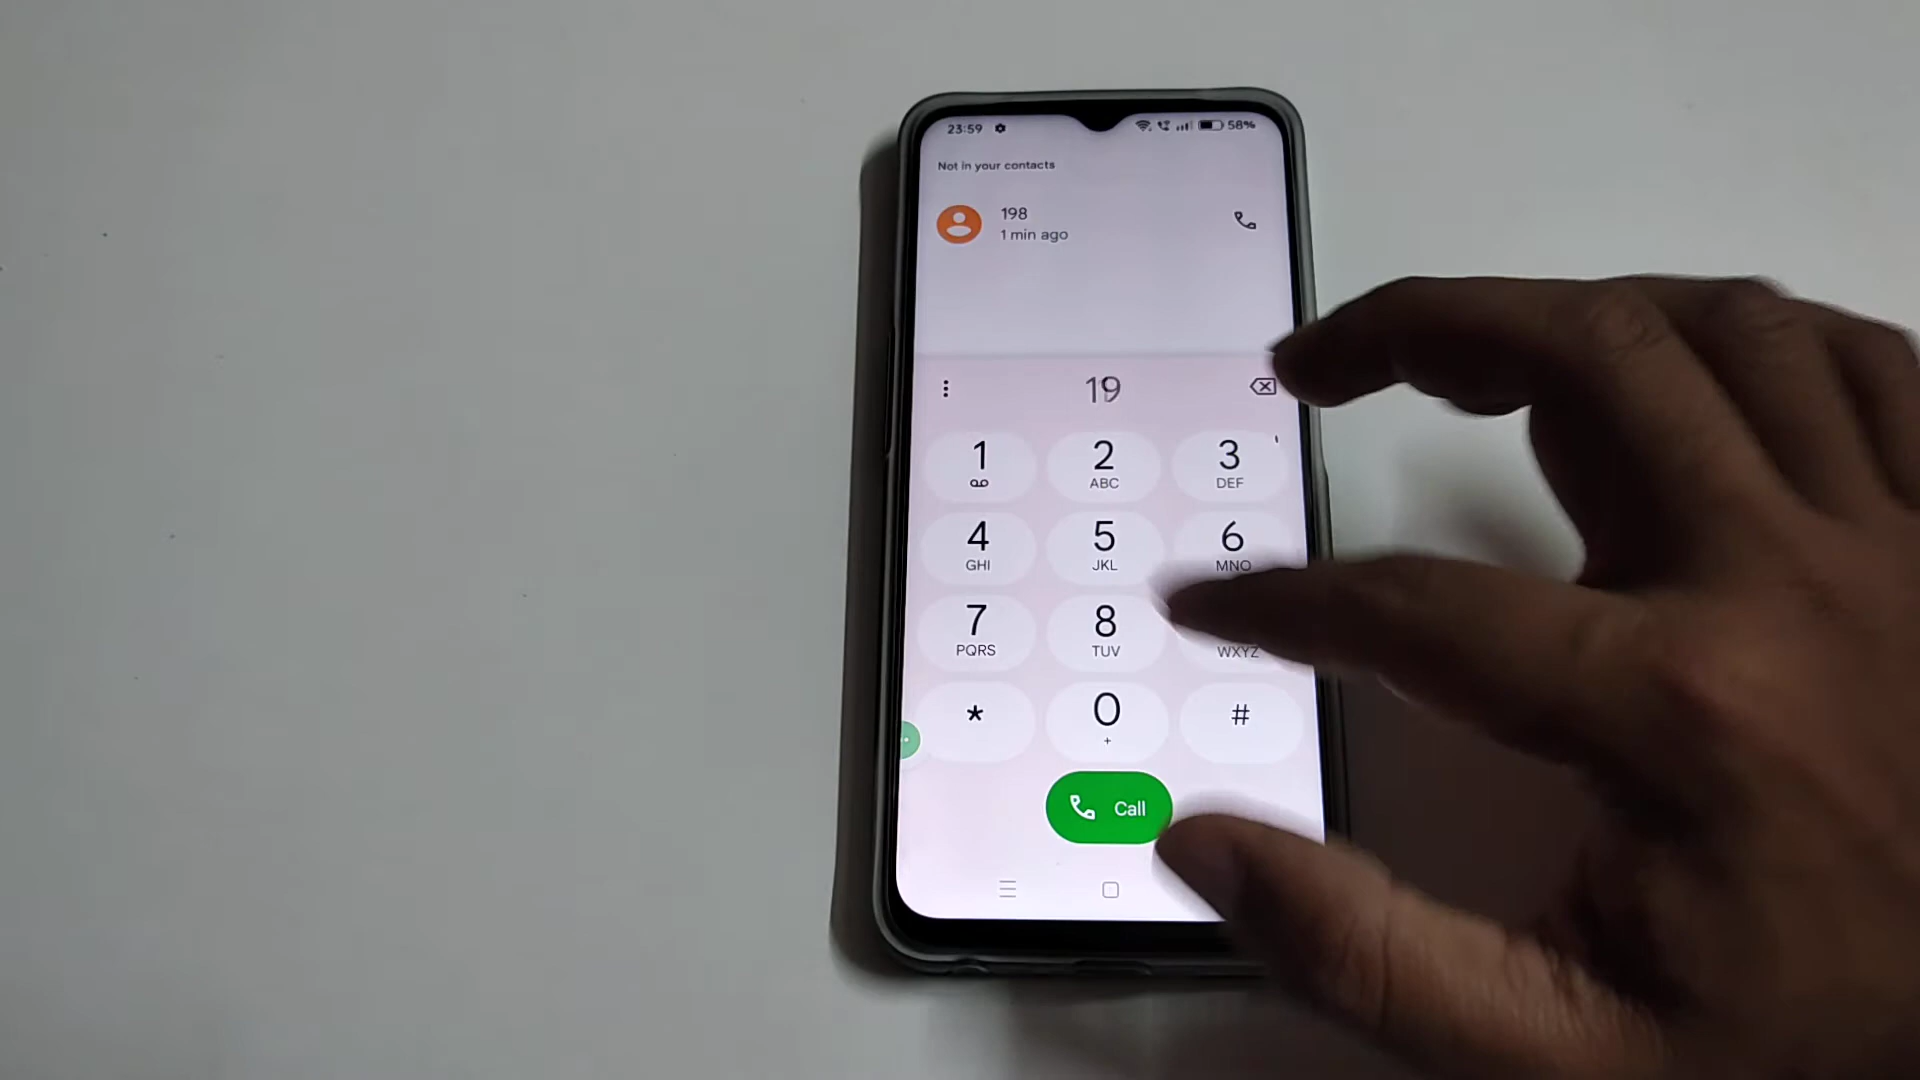 23:59 58%
Not in your contacts
198
1 min ago
19
1 2 3
ABC DEF
4 5 6
GHI JKL MNO
7 8
PQRS TUV WXYZ
* 0 #
+
Call